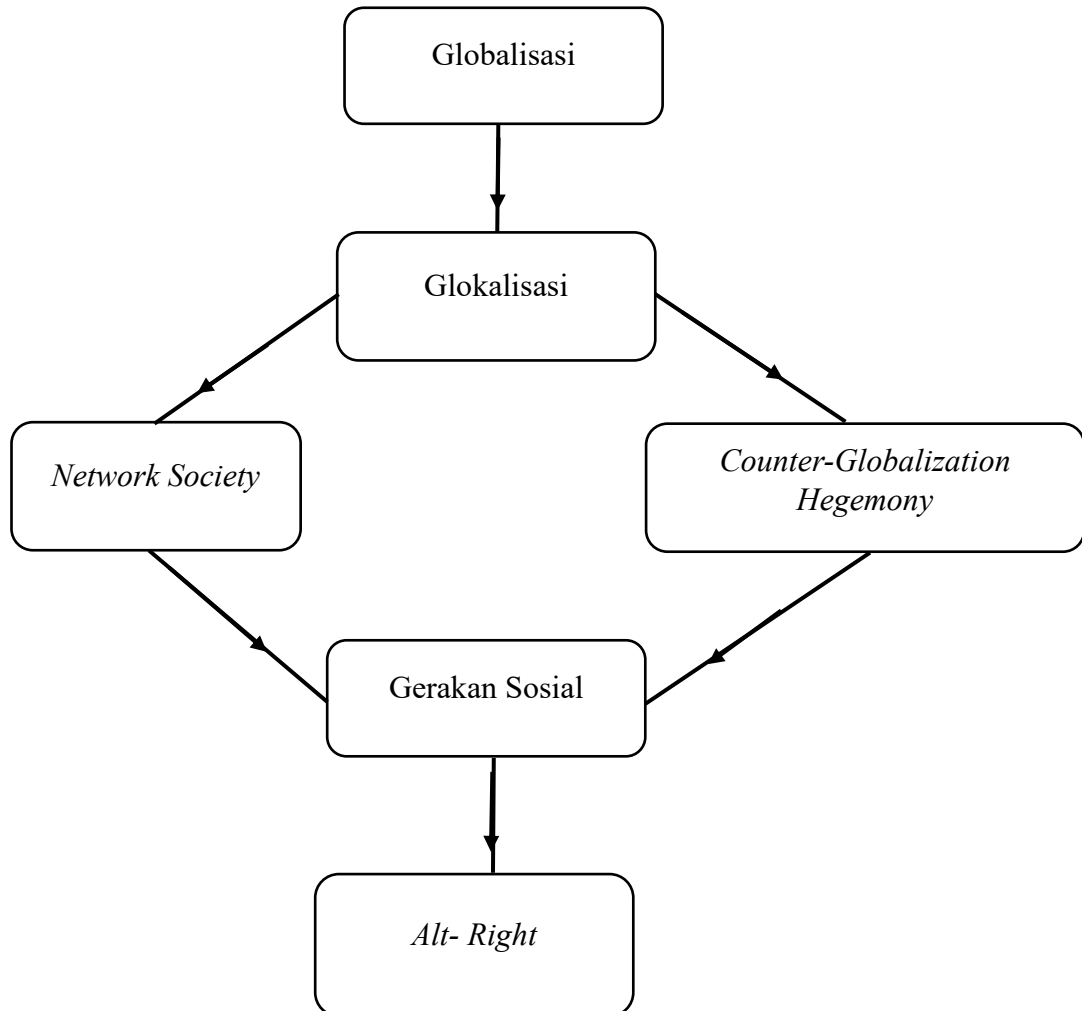 Globalisasi
Glokalisasi
Network Society
Counter-Globalization
Hegemony
Gerakan Sosial
Alt- Right